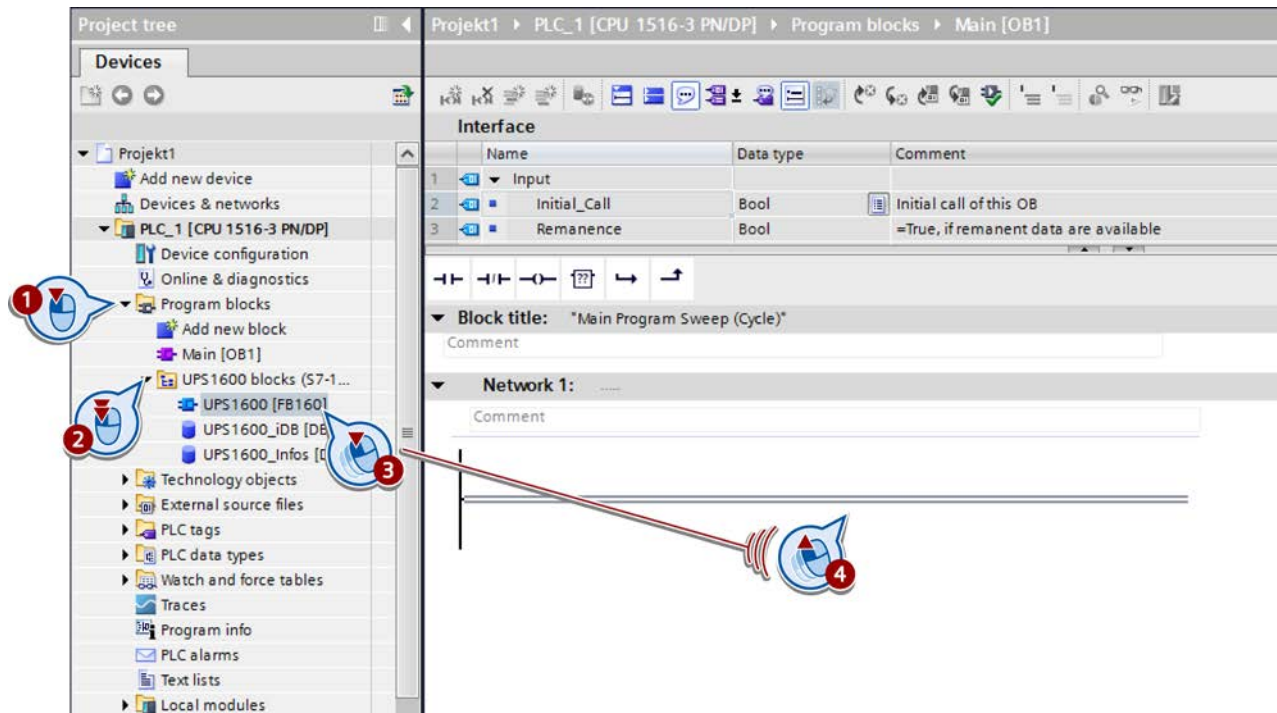 Project tree
Projekt1 ▸ PLC_1 [CPU 1516-3 PN/DP] ▸ Program blocks ▸ Main [OB1]
Devices
Interface
Name Data type Comment
1 Input
2 Initial_Call Bool Initial call of this OB
3 Remanence Bool =True, if remanent data are available
Projekt1
Add new device
Devices & networks
PLC_1 [CPU 1516-3 PN/DP]
Device configuration
Online & diagnostics
1
Program blocks
Add new block
Main [OB1]
UPS1600 blocks (S7-1...
2
UPS1600 [FB160]
UPS1600_iDB [DB
UPS1600_Infos [D
3
Technology objects
External source files
PLC tags
PLC data types
Watch and force tables
Traces
Program info
PLC alarms
Text lists
Local modules
??
Block title: "Main Program Sweep (Cycle)"
Comment
Network 1: .....
Comment
4